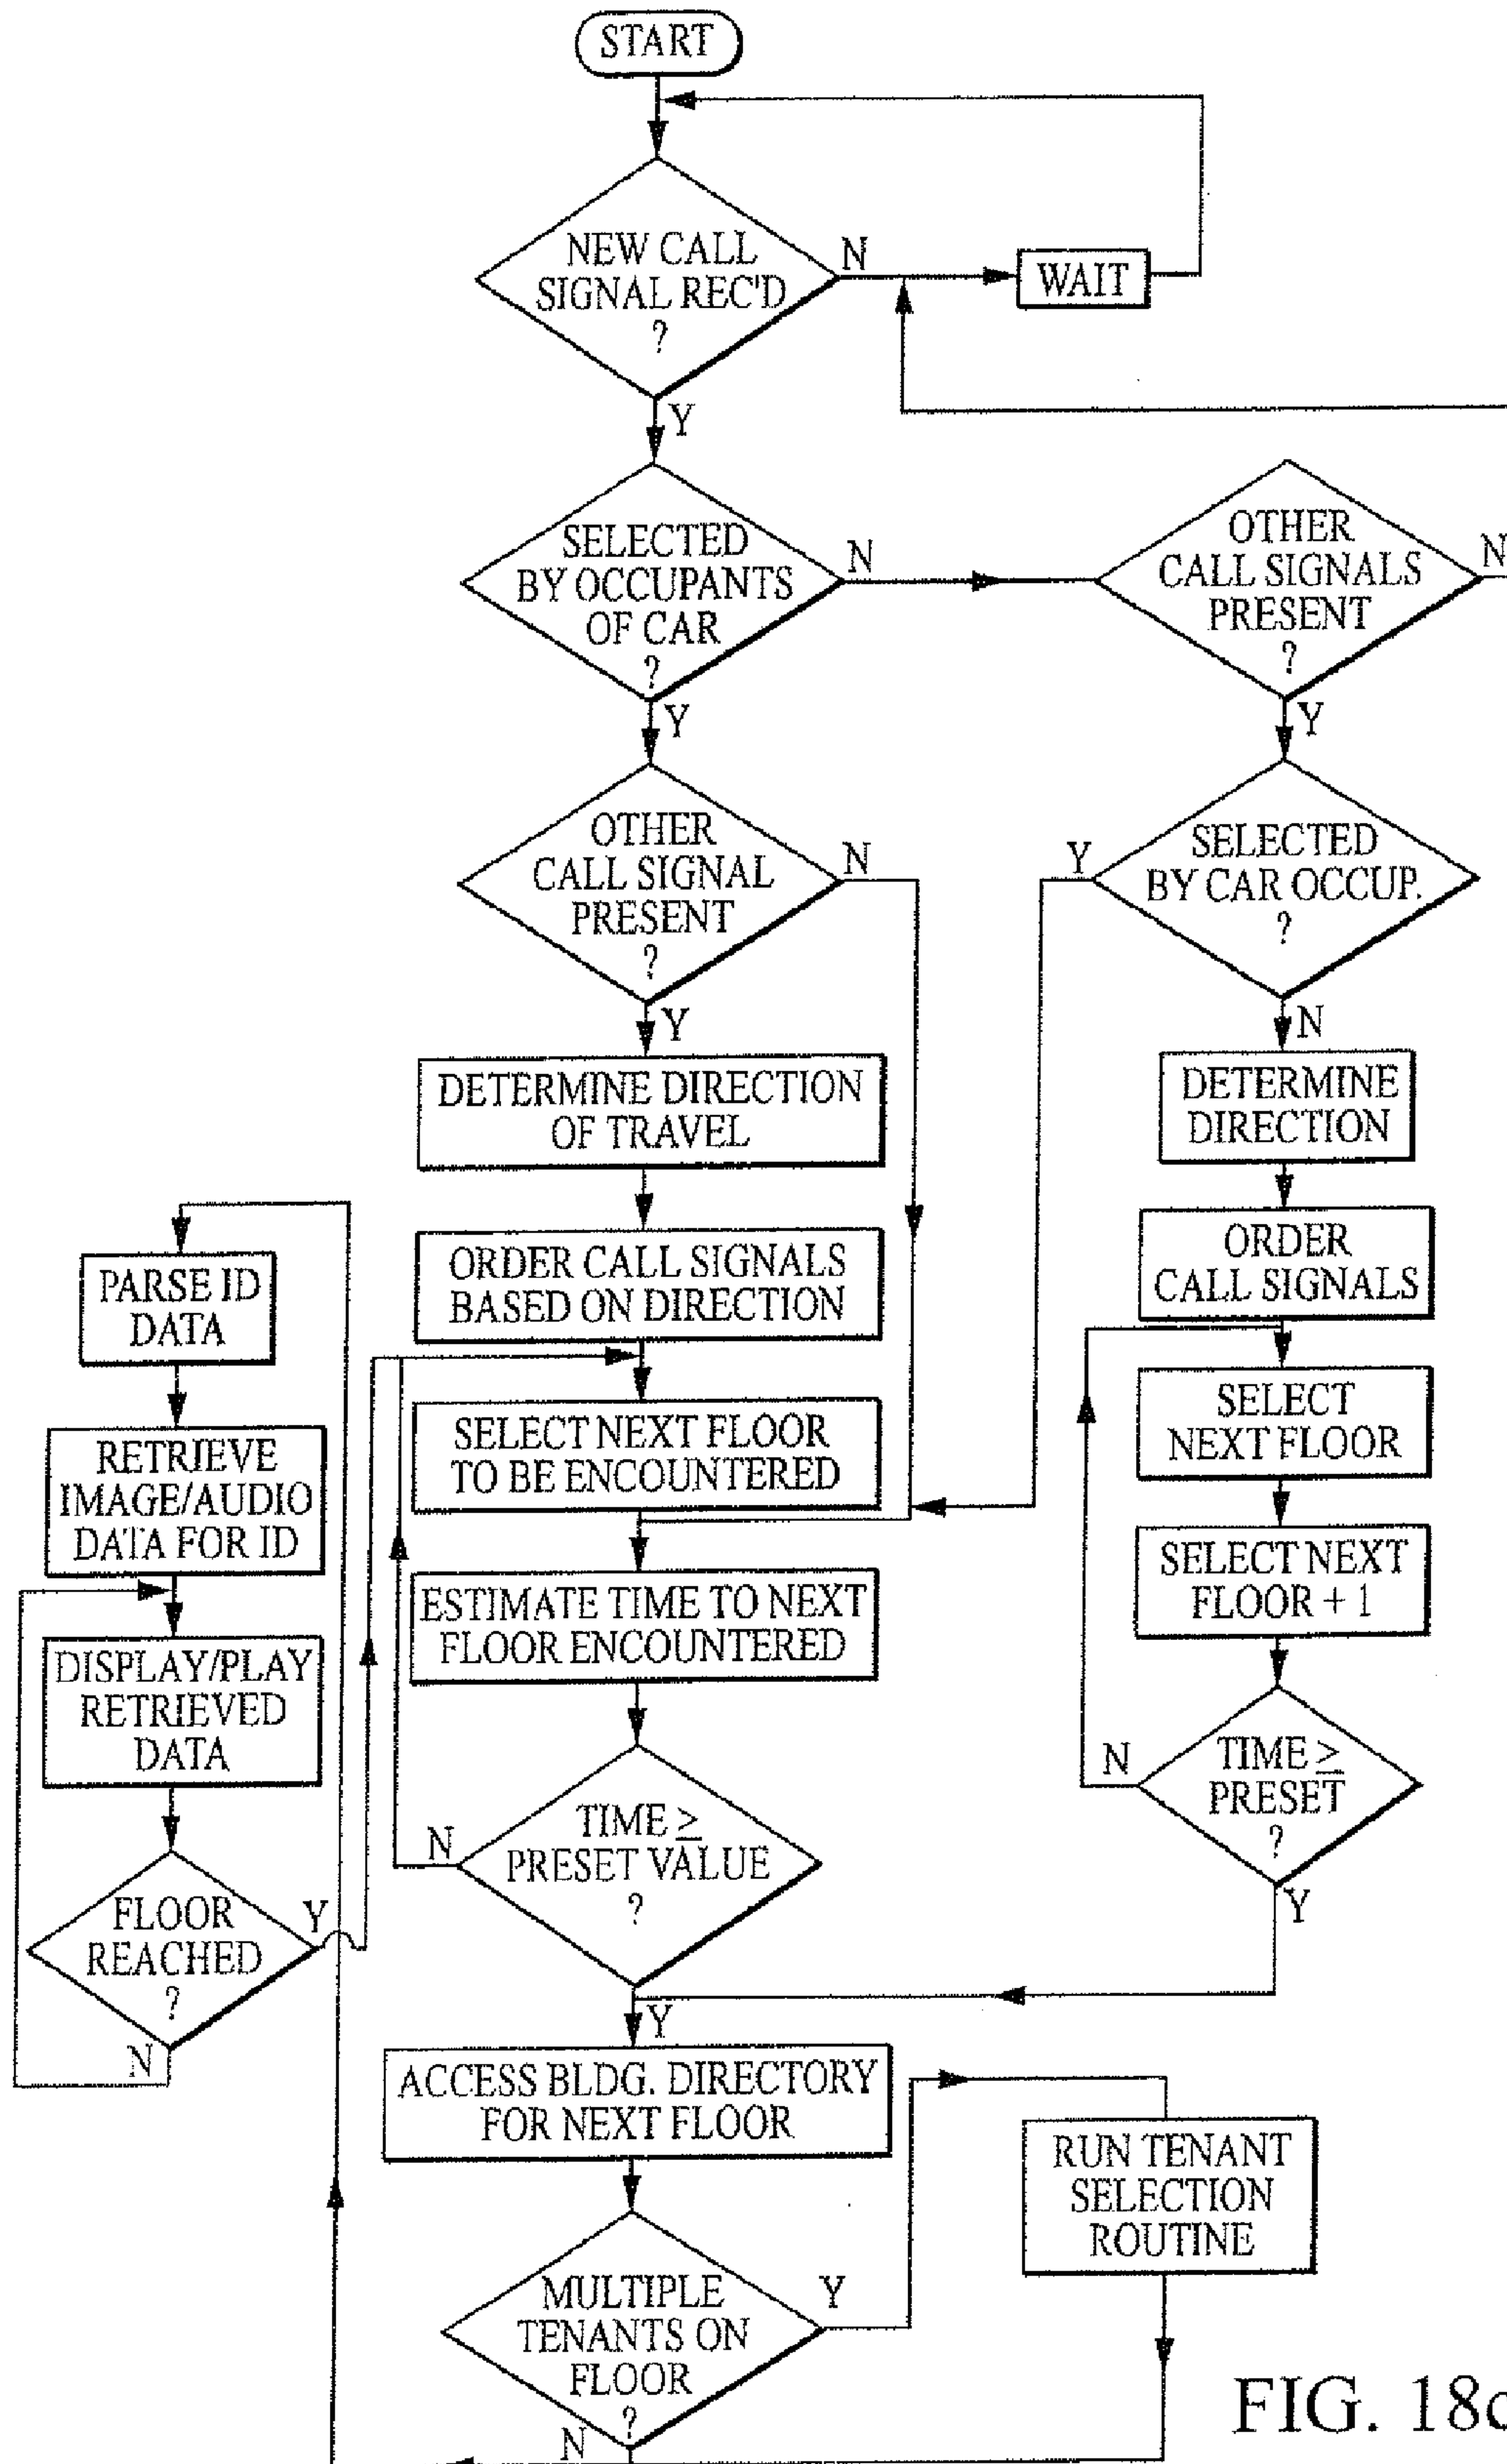 START
NEW CALL
SIGNAL REC'D
?
N
WAIT
Y
SELECTED
BY OCCUPANTS
OF CAR
?
N
OTHER
CALL SIGNALS
PRESENT
?
N
Y
Y
OTHER
CALL SIGNAL
PRESENT
?
N
Y
SELECTED
BY CAR OCCUP.
?
Y
N
DETERMINE DIRECTION
OF TRAVEL
DETERMINE
DIRECTION
ORDER CALL SIGNALS
BASED ON DIRECTION
ORDER
CALL SIGNALS
PARSE ID
DATA
SELECT NEXT FLOOR
TO BE ENCOUNTERED
SELECT
NEXT FLOOR
RETRIEVE
IMAGE/AUDIO
DATA FOR ID
ESTIMATE TIME TO NEXT
FLOOR ENCOUNTERED
SELECT NEXT
FLOOR + 1
DISPLAY/PLAY
RETRIEVED
DATA
N
TIME ≥
PRESET VALUE
?
N
TIME ≥
PRESET
?
Y
FLOOR
REACHED
?
Y
N
Y
ACCESS BLDG. DIRECTORY
FOR NEXT FLOOR
RUN TENANT
SELECTION
ROUTINE
MULTIPLE
TENANTS ON
FLOOR
?
Y
N
FIG. 18c